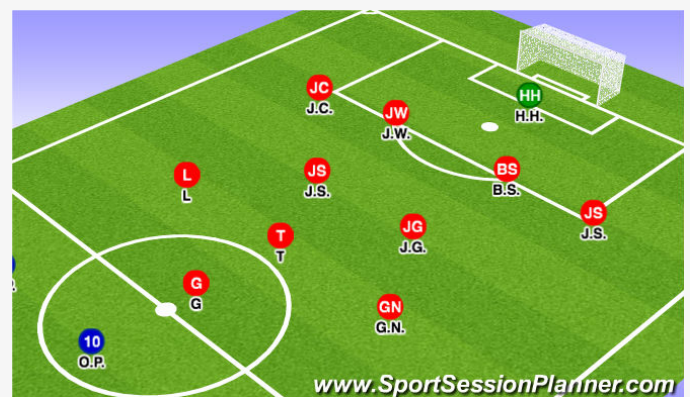 HH
H.H.
JC
J.C.
JW
J.W.
BS
B.S.
JS
J.S.
L
L
JS
J.S.
JG
J.G.
T
T
G
G
GN
G.N.
10
O.P.
www.SportSessionPlanner.com